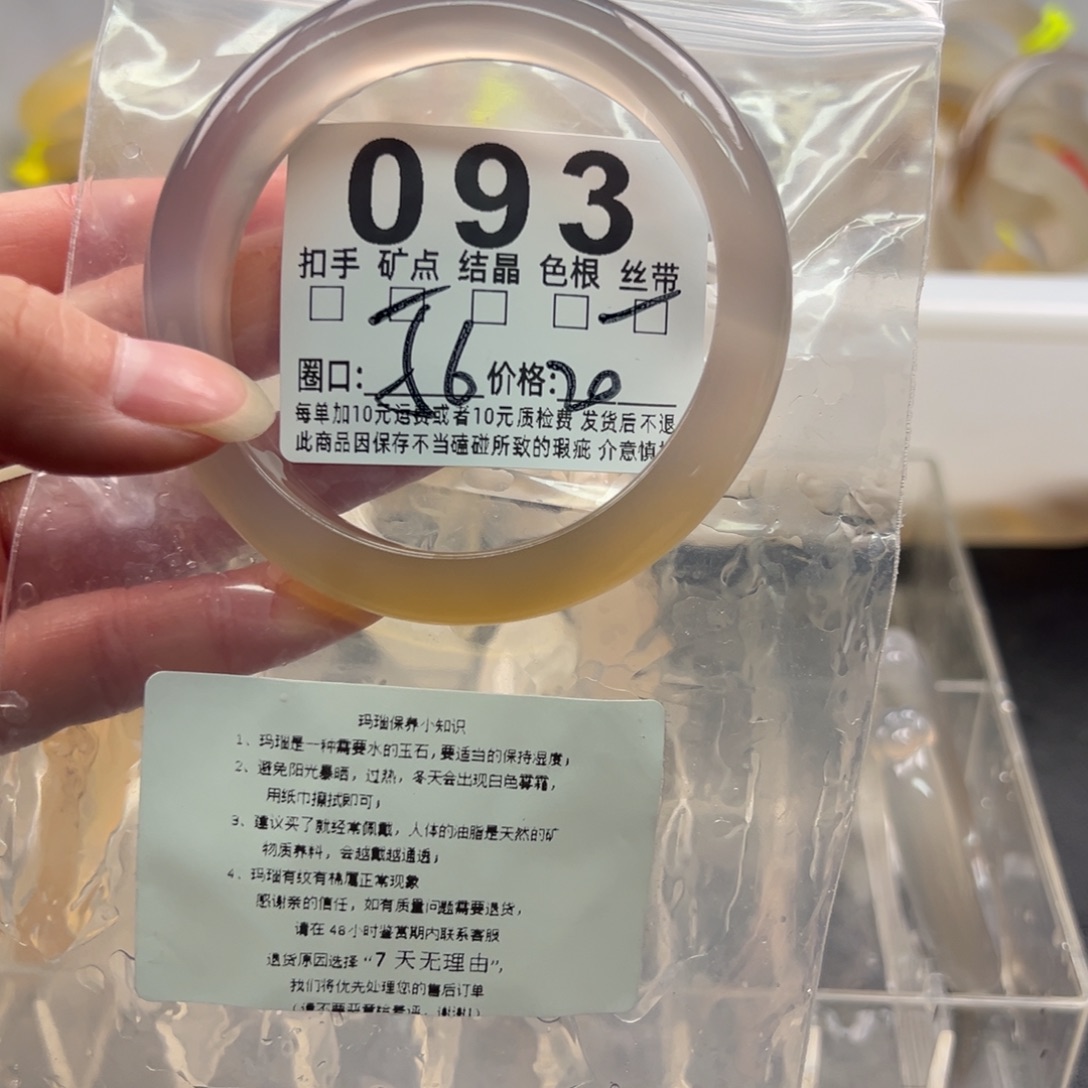 093
扣手 矿点 结晶 色根 丝带
圈口: 56 价格: 20
每单加10元运费或者10元质检费 发货后不退
此商品因保存不当磕碰所致的瑕疵 介意慎
玛瑙保养小知识
1、玛瑙是一种需要水的玉石,要适当的保持湿度;
2、避免阳光暴晒,过热,冬天会出现白色雾霜,
用纸巾擦拭即可;
3、建议买了就经常佩戴,人体的油脂是天然的矿
物质养料,会越戴越通透;
4、玛瑙有纹有棉属正常现象
感谢亲的信任,如有质量问题需要退货,
请在 48小时鉴赏期内联系客服
退货原因选择“7 天无理由”,
我们将优先处理您的售后订单
(请不要恶意给差评,谢谢!)